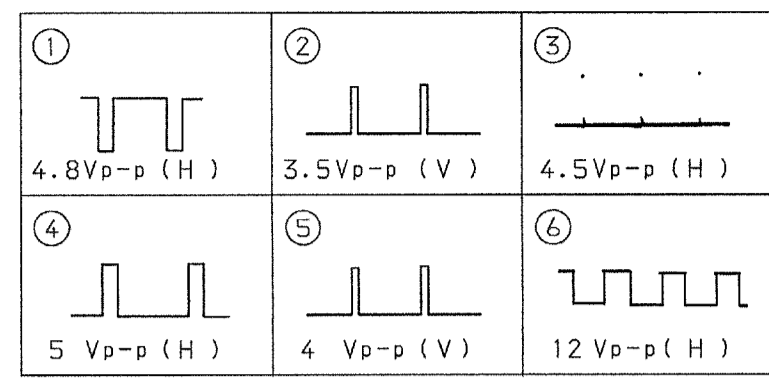 ① ② ③
4.8Vp-p (H ) 3.5Vp-p (V ) 4.5Vp-p (H )
④ ⑤ ⑥
5 Vp-p (H ) 4 Vp-p (V) 12 Vp-p( H )